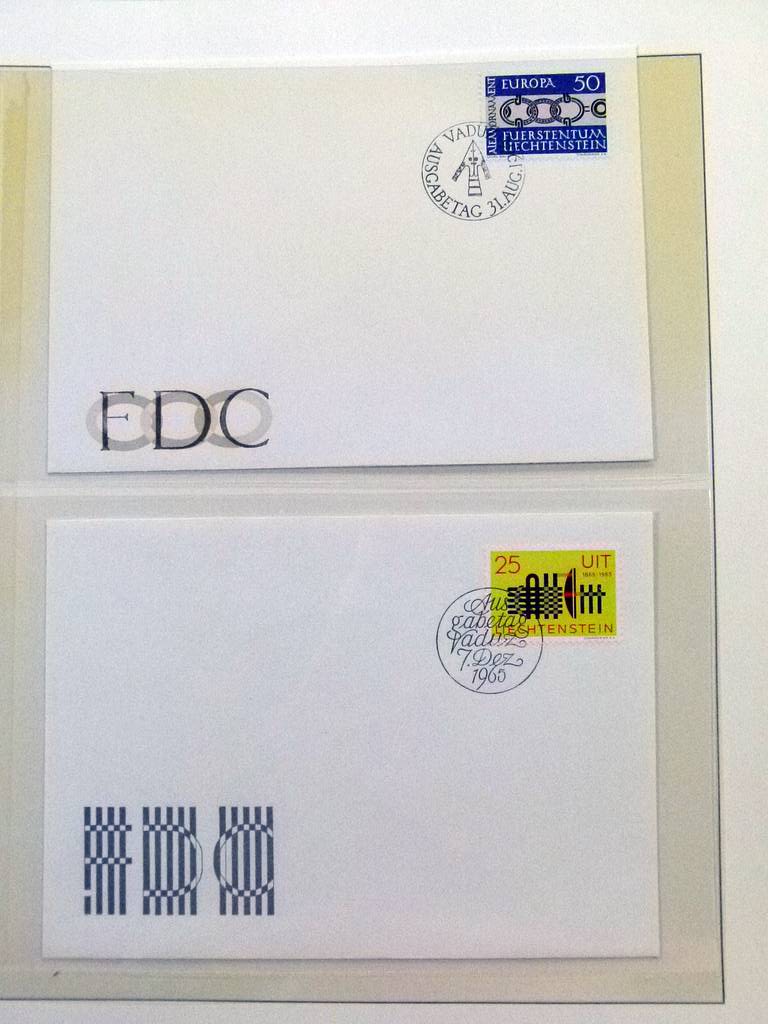 EUROPA 50
FUERSTENTUM
LIECHTENSTEIN
AUSGABETAG 31.AUG.
FDC
25 UIT
1865-1965
LIECHTENSTEIN
Aus
gabetag
Vaduz
7. Dez
1965
FDC